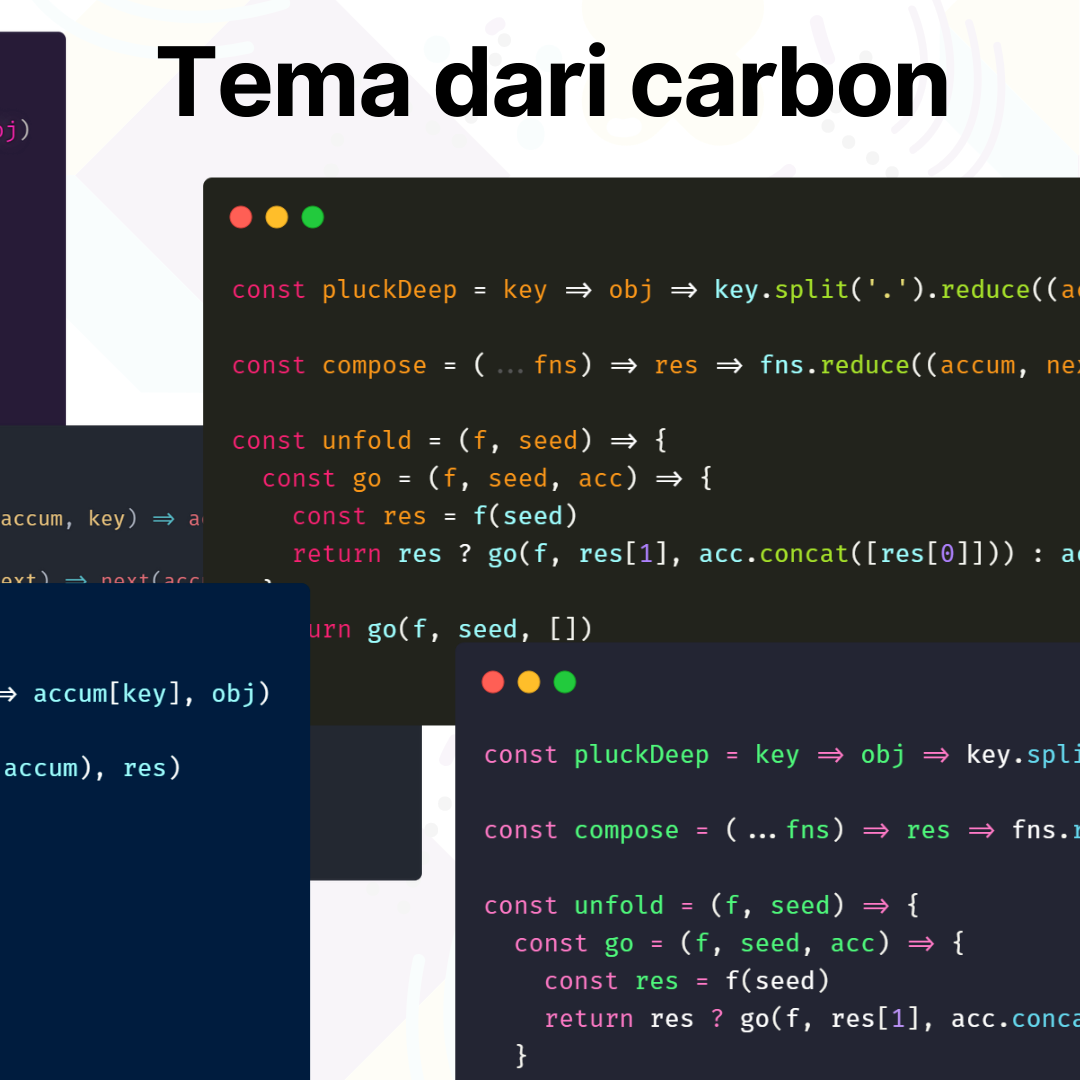 Tema dari carbon
j)
const pluckDeep = key => obj => key.split('.').reduce((a
const compose = (...fns) => res => fns.reduce((accum, ne
const unfold = (f, seed) => {
const go = (f, seed, acc) => {
const res = f(seed)
return res ? go(f, res[1], acc.concat([res[0]])) : a
urn go(f, seed, [])
accum, key) => a
ext) => next(acc
=> accum[key], obj)
accum), res)
const pluckDeep = key => obj => key.spli
const compose = (...fns) => res => fns.
const unfold = (f, seed) => {
const go = (f, seed, acc) => {
const res = f(seed)
return res ? go(f, res[1], acc.conca
}